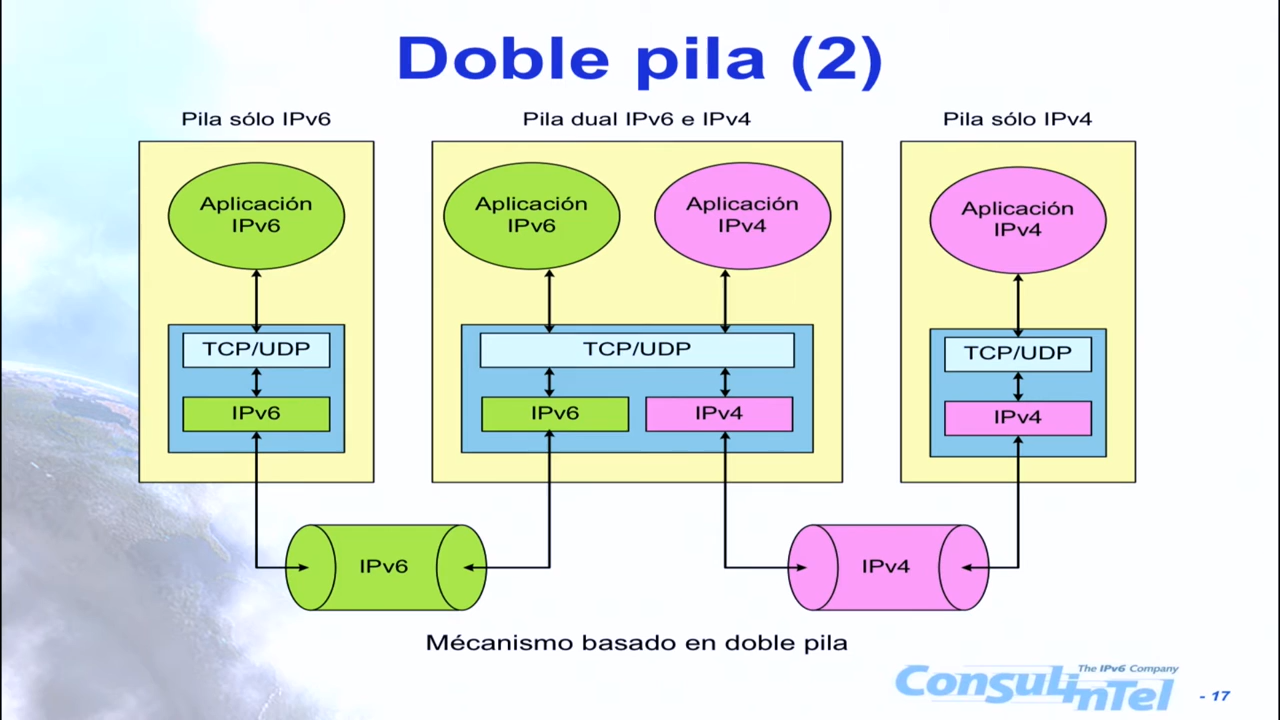 Doble pila (2)
Pila sólo IPv6
Pila dual IPv6 e IPv4
Pila sólo IPv4
Aplicación
IPv6
TCP/UDP
IPv6
Aplicación
IPv6
Aplicación
IPv4
TCP/UDP
IPv6
IPv4
Aplicación
IPv4
TCP/UDP
IPv4
IPv6
IPv4
Mécanismo basado en doble pila
The IPv6 Company
Consulintel
- 17